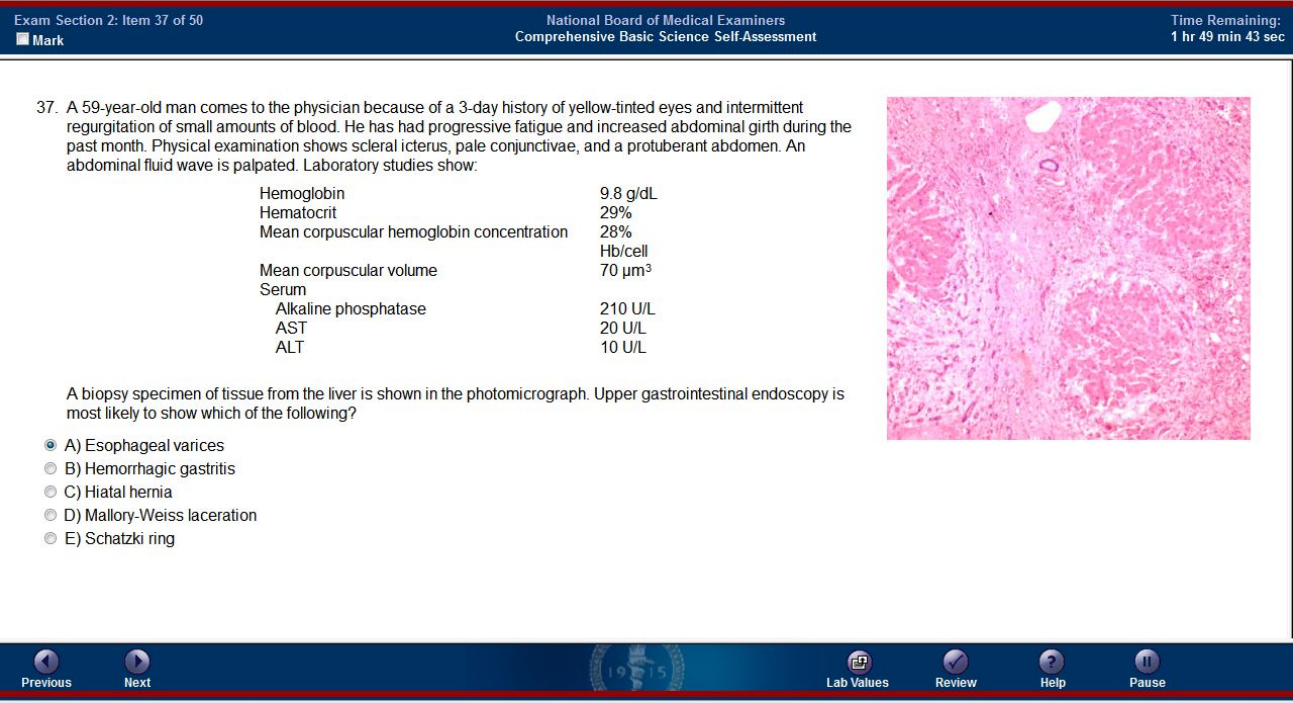 Exam Section 2: Item 37 of 50
National Board of Medical Examiners
Time Remaining:
Mark
Comprehensive Basic Science Self-Assessment
1 hr 49 min 43 sec
37. A 59-year-old man comes to the physician because of a 3-day history of yellow-tinted eyes and intermittent
regurgitation of small amounts of blood. He has had progressive fatigue and increased abdominal girth during the
past month. Physical examination shows scleral icterus, pale conjunctivae, and a protuberant abdomen. An
abdominal fluid wave is palpated. Laboratory studies show:
Hemoglobin 9.8 g/dL
Hematocrit 29%
Mean corpuscular hemoglobin concentration 28%
Hb/cell
Mean corpuscular volume 70 µm³
Serum
Alkaline phosphatase 210 U/L
AST 20 U/L
ALT 10 U/L
A biopsy specimen of tissue from the liver is shown in the photomicrograph. Upper gastrointestinal endoscopy is
most likely to show which of the following?
A) Esophageal varices
B) Hemorrhagic gastritis
C) Hiatal hernia
D) Mallory-Weiss laceration
E) Schatzki ring
1915
Previous
Next
Lab Values
Review
Help
Pause